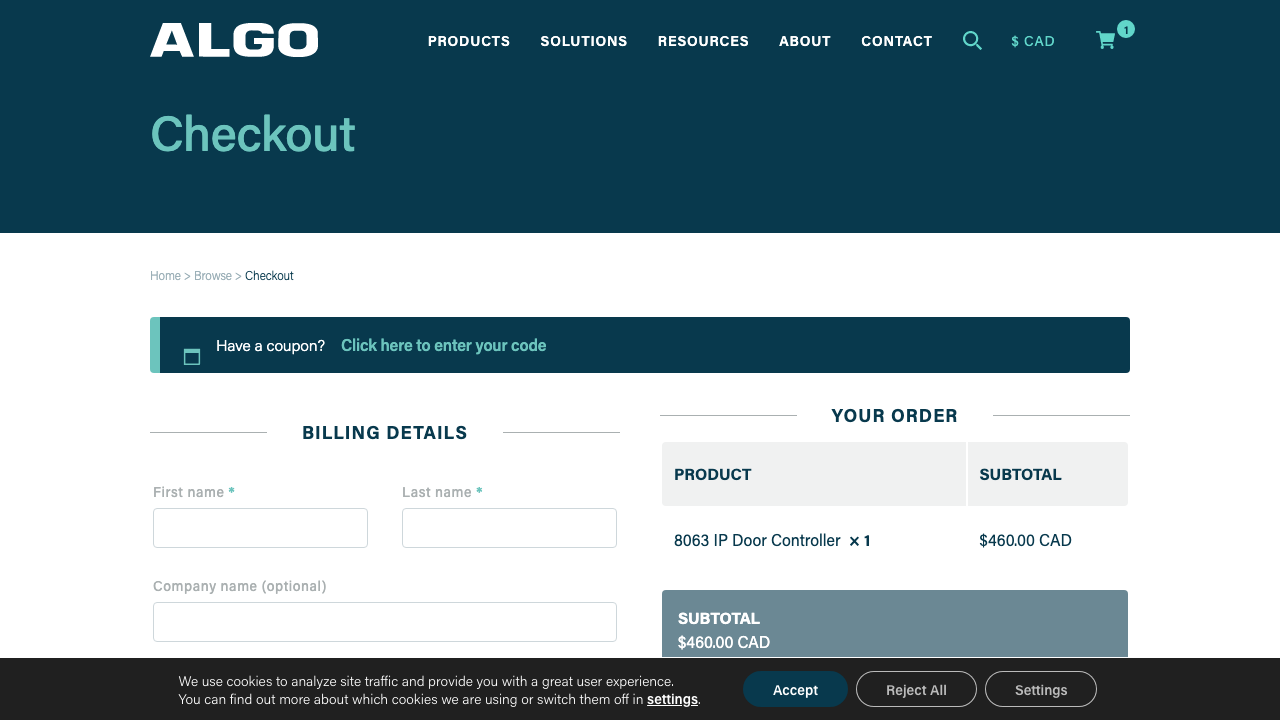 ALGO
PRODUCTS SOLUTIONS RESOURCES ABOUT CONTACT $ CAD 1
Checkout
Home > Browse > Checkout
Have a coupon? Click here to enter your code
BILLING DETAILS
First name *
Last name *
Company name (optional)
YOUR ORDER
PRODUCT SUBTOTAL
8063 IP Door Controller × 1 $460.00 CAD
SUBTOTAL
$460.00 CAD
We use cookies to analyze site traffic and provide you with a great user experience.
You can find out more about which cookies we are using or switch them off in settings.
Accept Reject All Settings